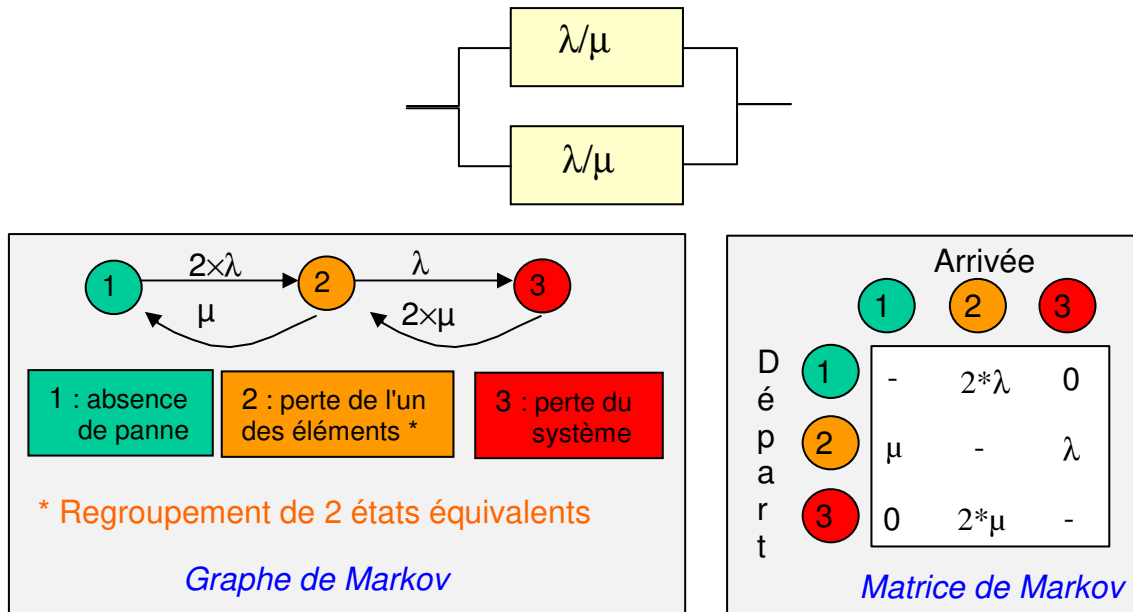 λ/μ
λ/μ
1 2×λ 2 λ 3
μ 2×μ
1 : absence
de panne
2 : perte de l'un
des éléments *
3 : perte du
système
* Regroupement de 2 états équivalents
Graphe de Markov
Arrivée
1 2 3
Départ
1 - 2*λ 0
2 μ - λ
3 0 2*μ -
Matrice de Markov